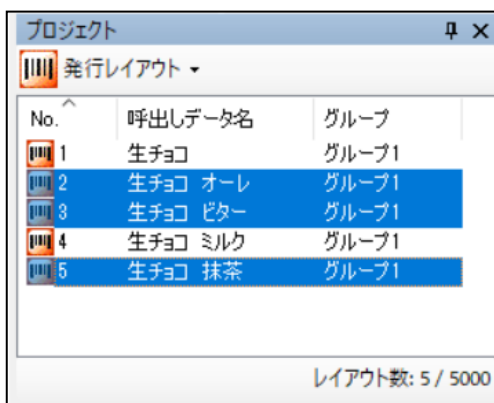 プロジェクト
発行レイアウト
No. 呼出しデータ名 グループ
1 生チョコ グループ1
2 生チョコ オーレ グループ1
3 生チョコ ビター グループ1
4 生チョコ ミルク グループ1
5 生チョコ 抹茶 グループ1
レイアウト数: 5 / 5000